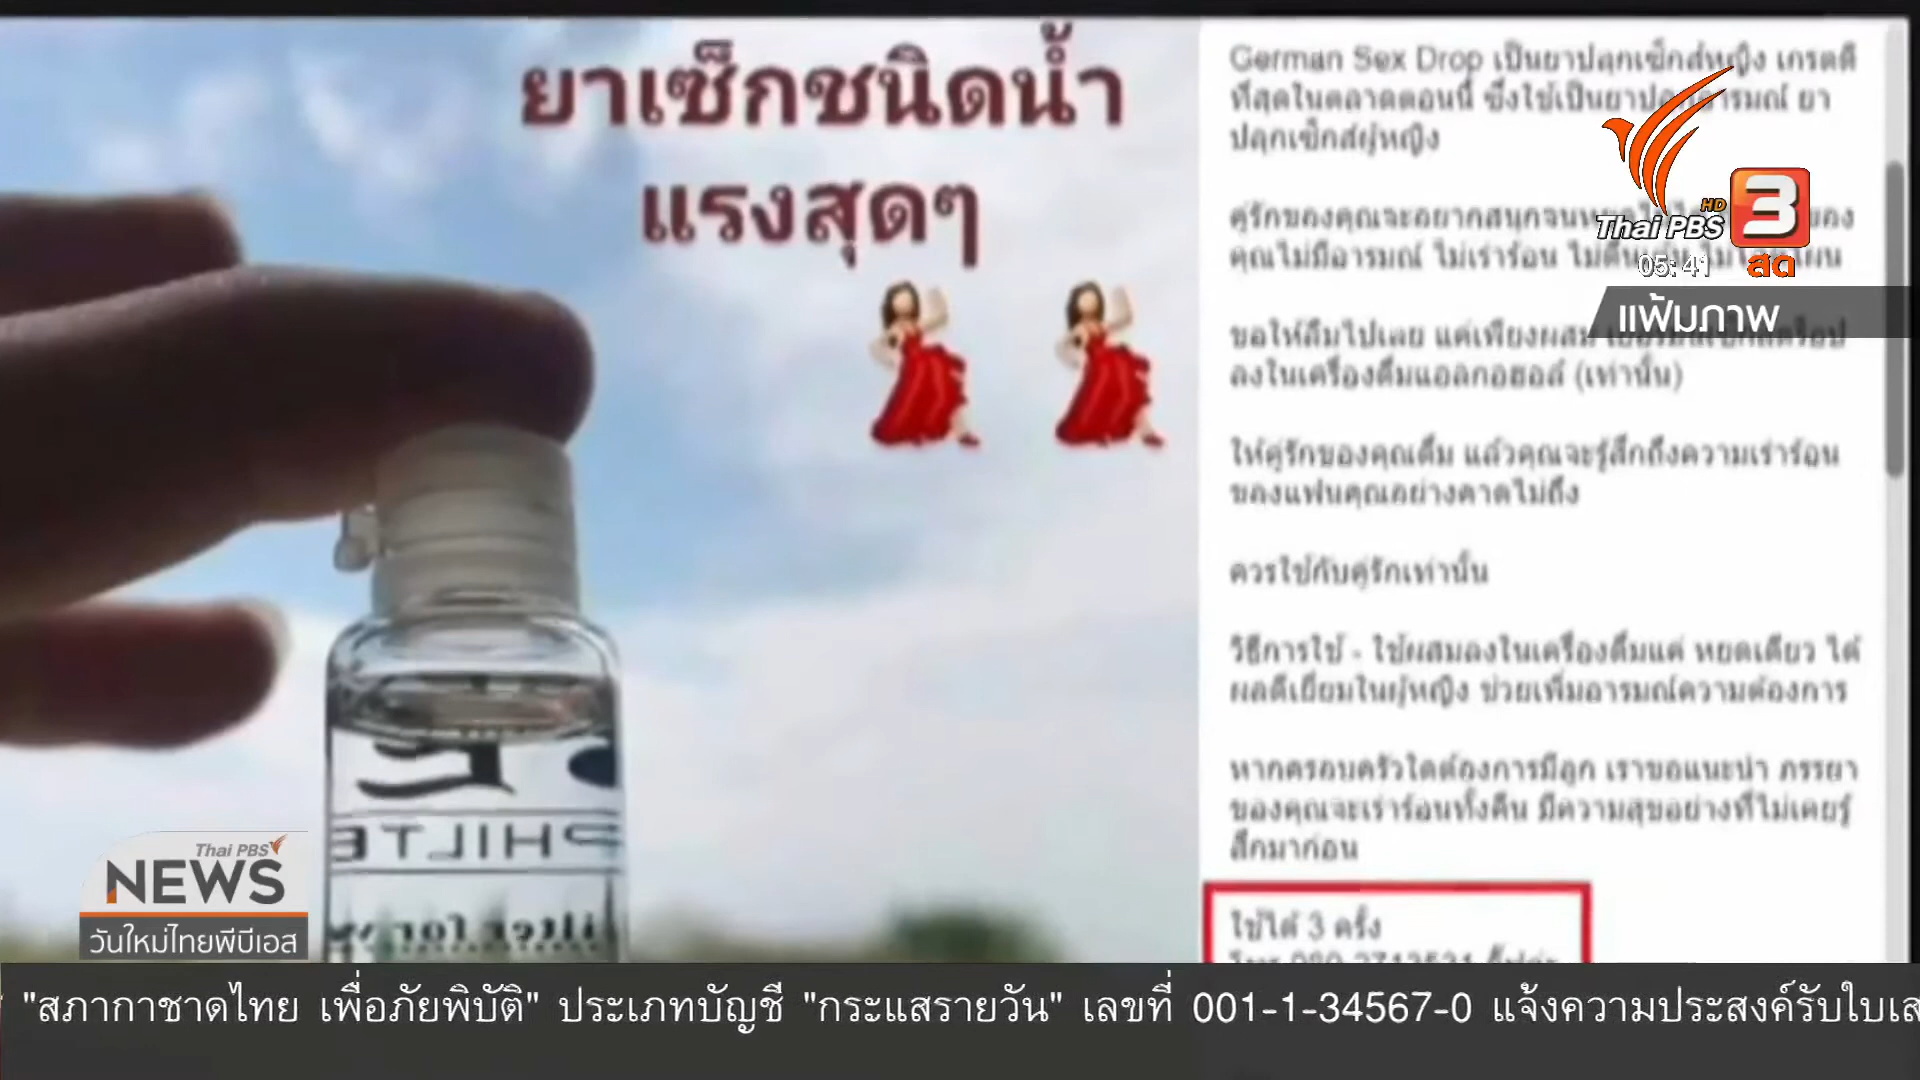 ยาเซ็กชนิดน้ำ
แรงสุดๆ
German Sex Drop เป็นยาปลุกเซ็กส์หญิง เกรดดี
ที่สุดในตลาดตอนนี้ ซึ่งใช้เป็นยาปลุกอารมณ์ ยา
ปลุกเซ็กส์ผู้หญิง
คู่รักของคุณจะอยากสนุกจน ของ
คุณไม่มีอารมณ์ ไม่เร่าร้อน
ขอให้ลืมไปเลย แค่เพียงผสม
ลงในเครื่องดื่มแอลกอฮอล์ (เท่านั้น)
ให้คู่รักของคุณดื่ม แล้วคุณจะรู้สึกถึงความเร่าร้อน
ของแฟนคุณอย่างคาดไม่ถึง
ควรใช้กับคู่รักเท่านั้น
วิธีการใช้ - ใช้ผสมลงในเครื่องดื่มแค่ หยดเดียว ได้
ผลดีเยี่ยมในผู้หญิง ช่วยเพิ่มอารมณ์ความต้องการ
หากครอบครัวใดต้องการมีลูก เราขอแนะนำ ภรรยา
ของคุณจะเร่าร้อนทั้งคืน มีความสุขอย่างที่ไม่เคยรู้
สึกมาก่อน
ใช้ได้ 3 ครั้ง
Thai PBS HD 3
05:41 สด
แฟ้มภาพ
PHILTE
Thai PBS
NEWS
วันใหม่ไทยพีบีเอส
"สภากาชาดไทย เพื่อภัยพิบัติ" ประเภทบัญชี "กระแสรายวัน" เลขที่ 001-1-34567-0 แจ้งความประสงค์รับใบเส